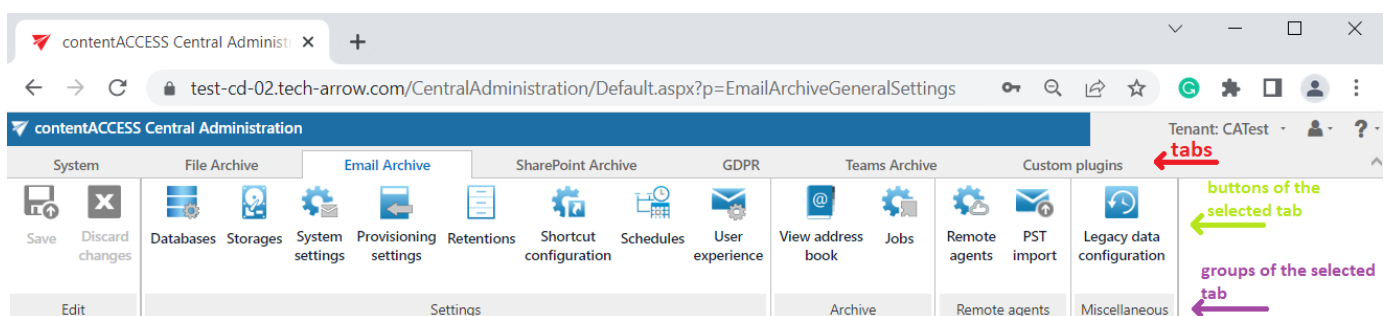 contentACCESS Central Administ
test-cd-02.tech-arrow.com/CentralAdministration/Default.aspx?p=EmailArchiveGeneralSettings
contentACCESS Central Administration
Tenant: CATest
?
tabs
System File Archive Email Archive SharePoint Archive GDPR Teams Archive Custom plugins
buttons of the
selected tab
Save Discard changes Databases Storages System settings Provisioning settings Retentions Shortcut configuration Schedules User experience View address book Jobs Remote agents PST import Legacy data configuration
groups of the selected
tab
Edit Settings Archive Remote agents Miscellaneous